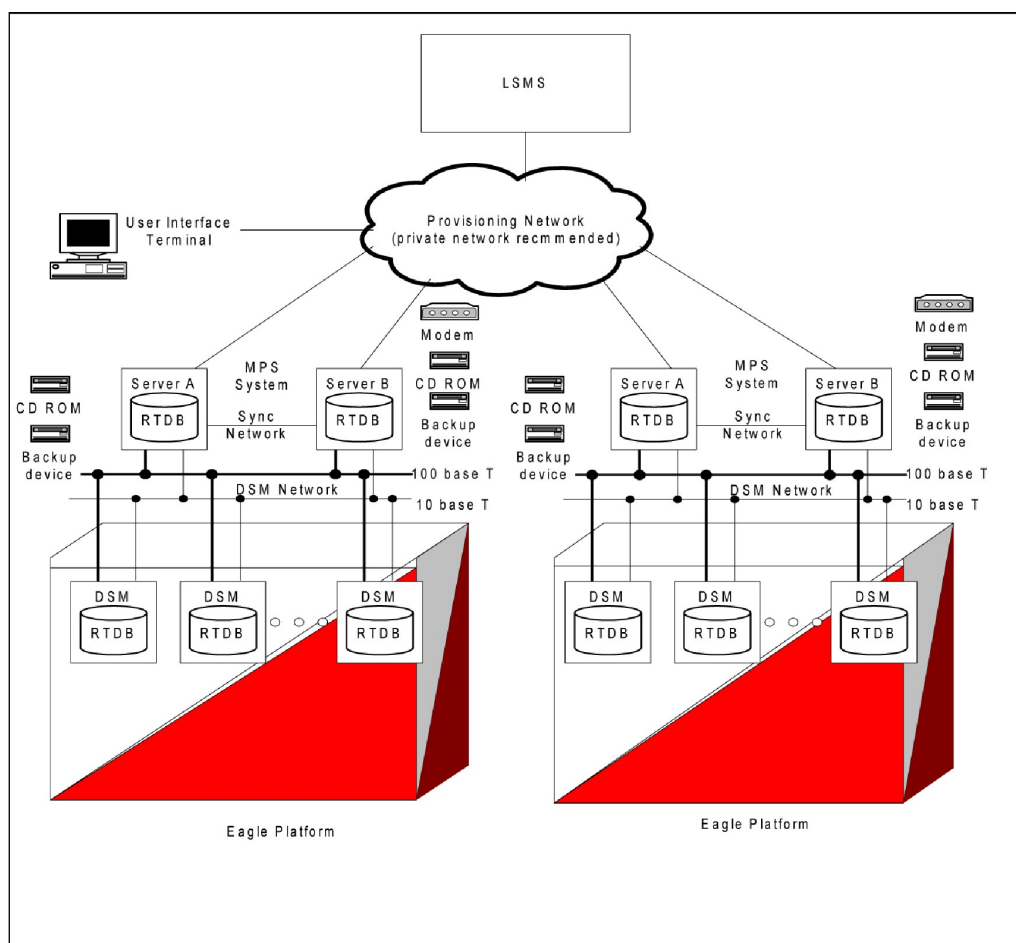 LSMS
Provisioning Network
(private network recmmended)
User Interface
Terminal
Modem
CD ROM
Backup
device
Server A
RTDB
MPS
System
Sync
Network
Server B
RTDB
CD ROM
Backup
device
100 base T
DSM Network
10 base T
DSM
RTDB
DSM
RTDB
DSM
RTDB
Eagle Platform
Modem
CD ROM
Backup
device
Server A
RTDB
MPS
System
Sync
Network
Server B
RTDB
CD ROM
Backup
device
100 base T
DSM Network
10 base T
DSM
RTDB
DSM
RTDB
DSM
RTDB
Eagle Platform